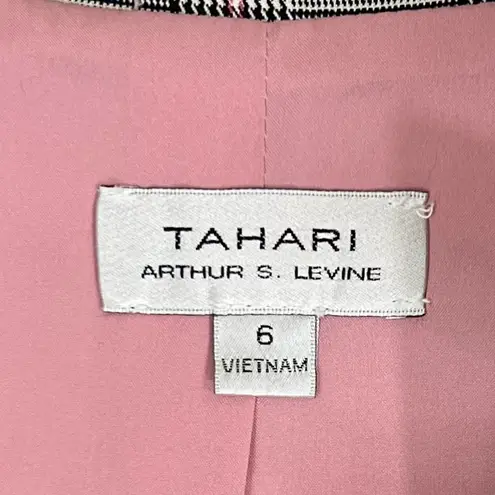 TAHARI
ARTHUR S. LEVINE
6
VIETNAM